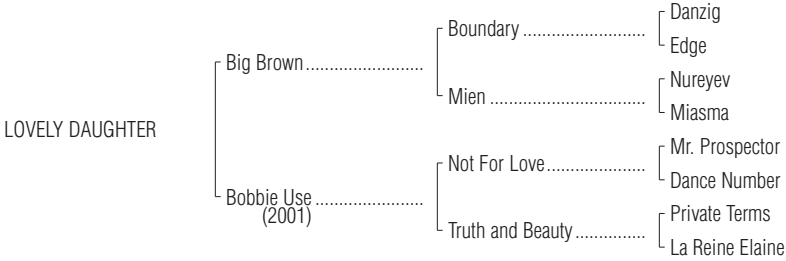 Danzig
Boundary ..........................
Edge
Big Brown.........................
Nureyev
Mien .................................
Miasma
LOVELY DAUGHTER
Mr. Prospector
Not For Love.....................
Dance Number
Bobbie Use .......................
(2001)
Private Terms
Truth and Beauty...............
La Reine Elaine